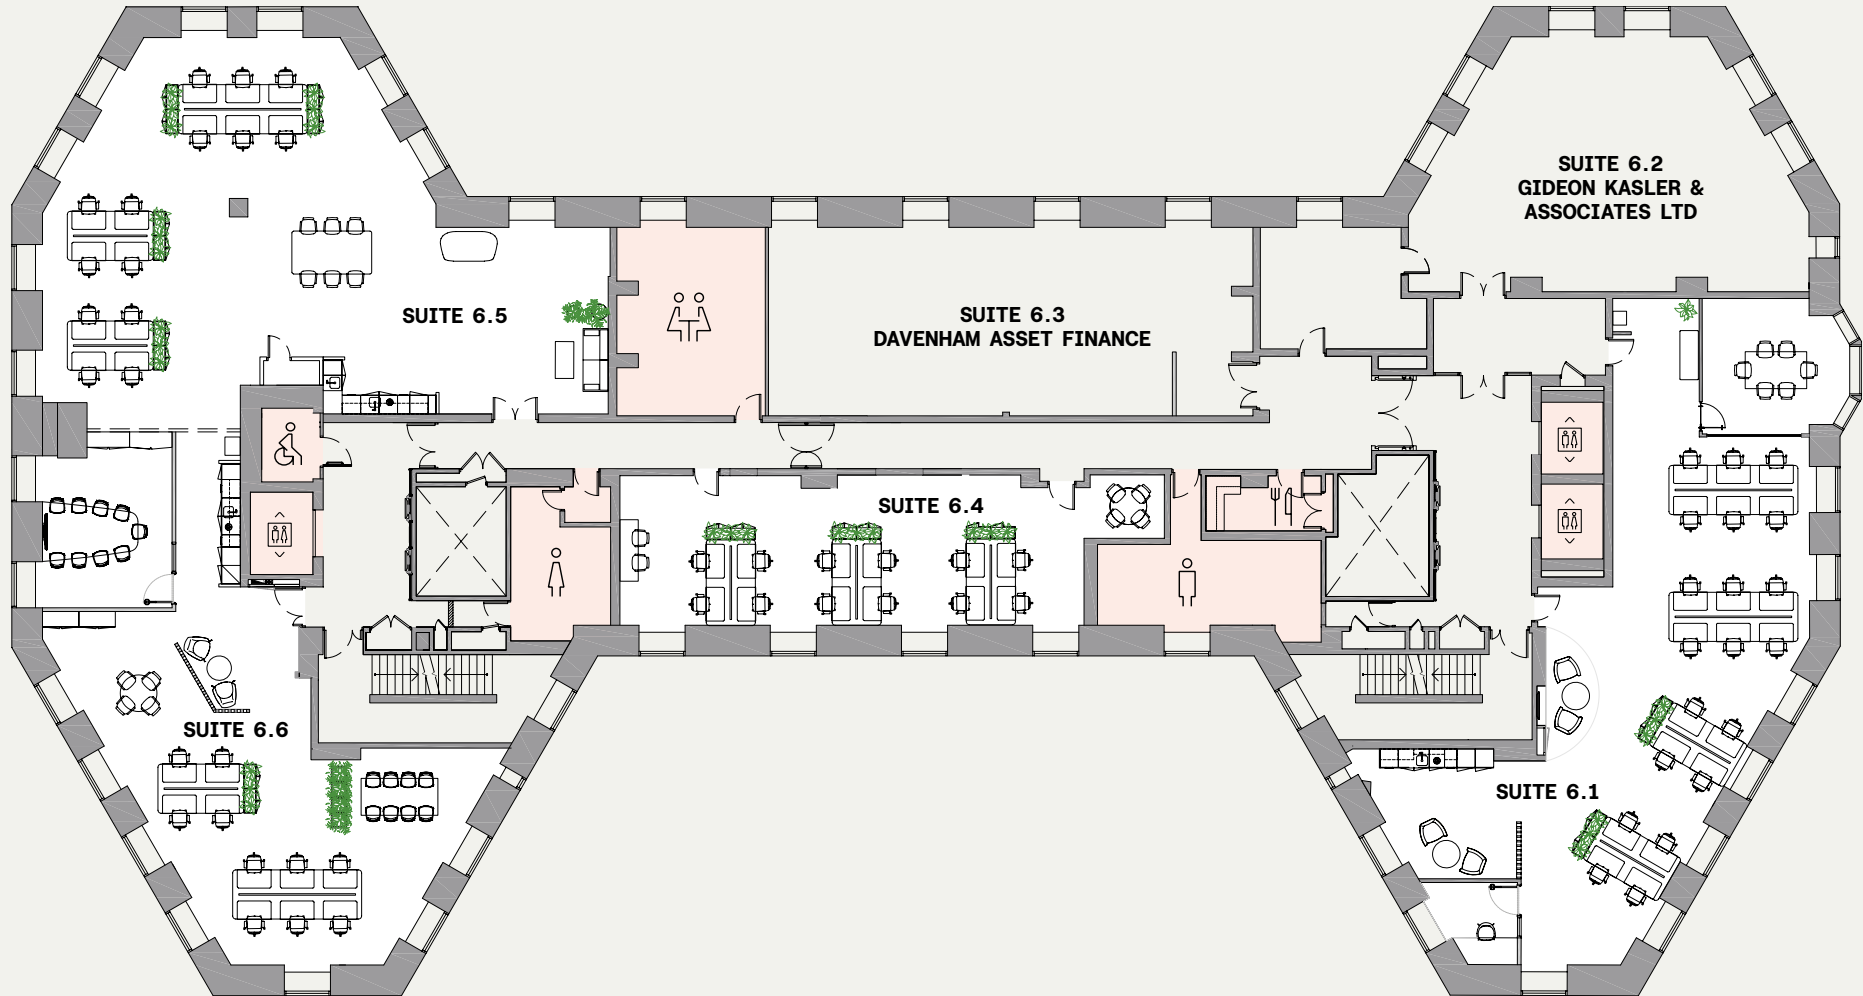 SUITE 6.2
GIDEON KASLER &
ASSOCIATES LTD
SUITE 6.5
SUITE 6.3
DAVENHAM ASSET FINANCE
SUITE 6.4
SUITE 6.6
SUITE 6.1